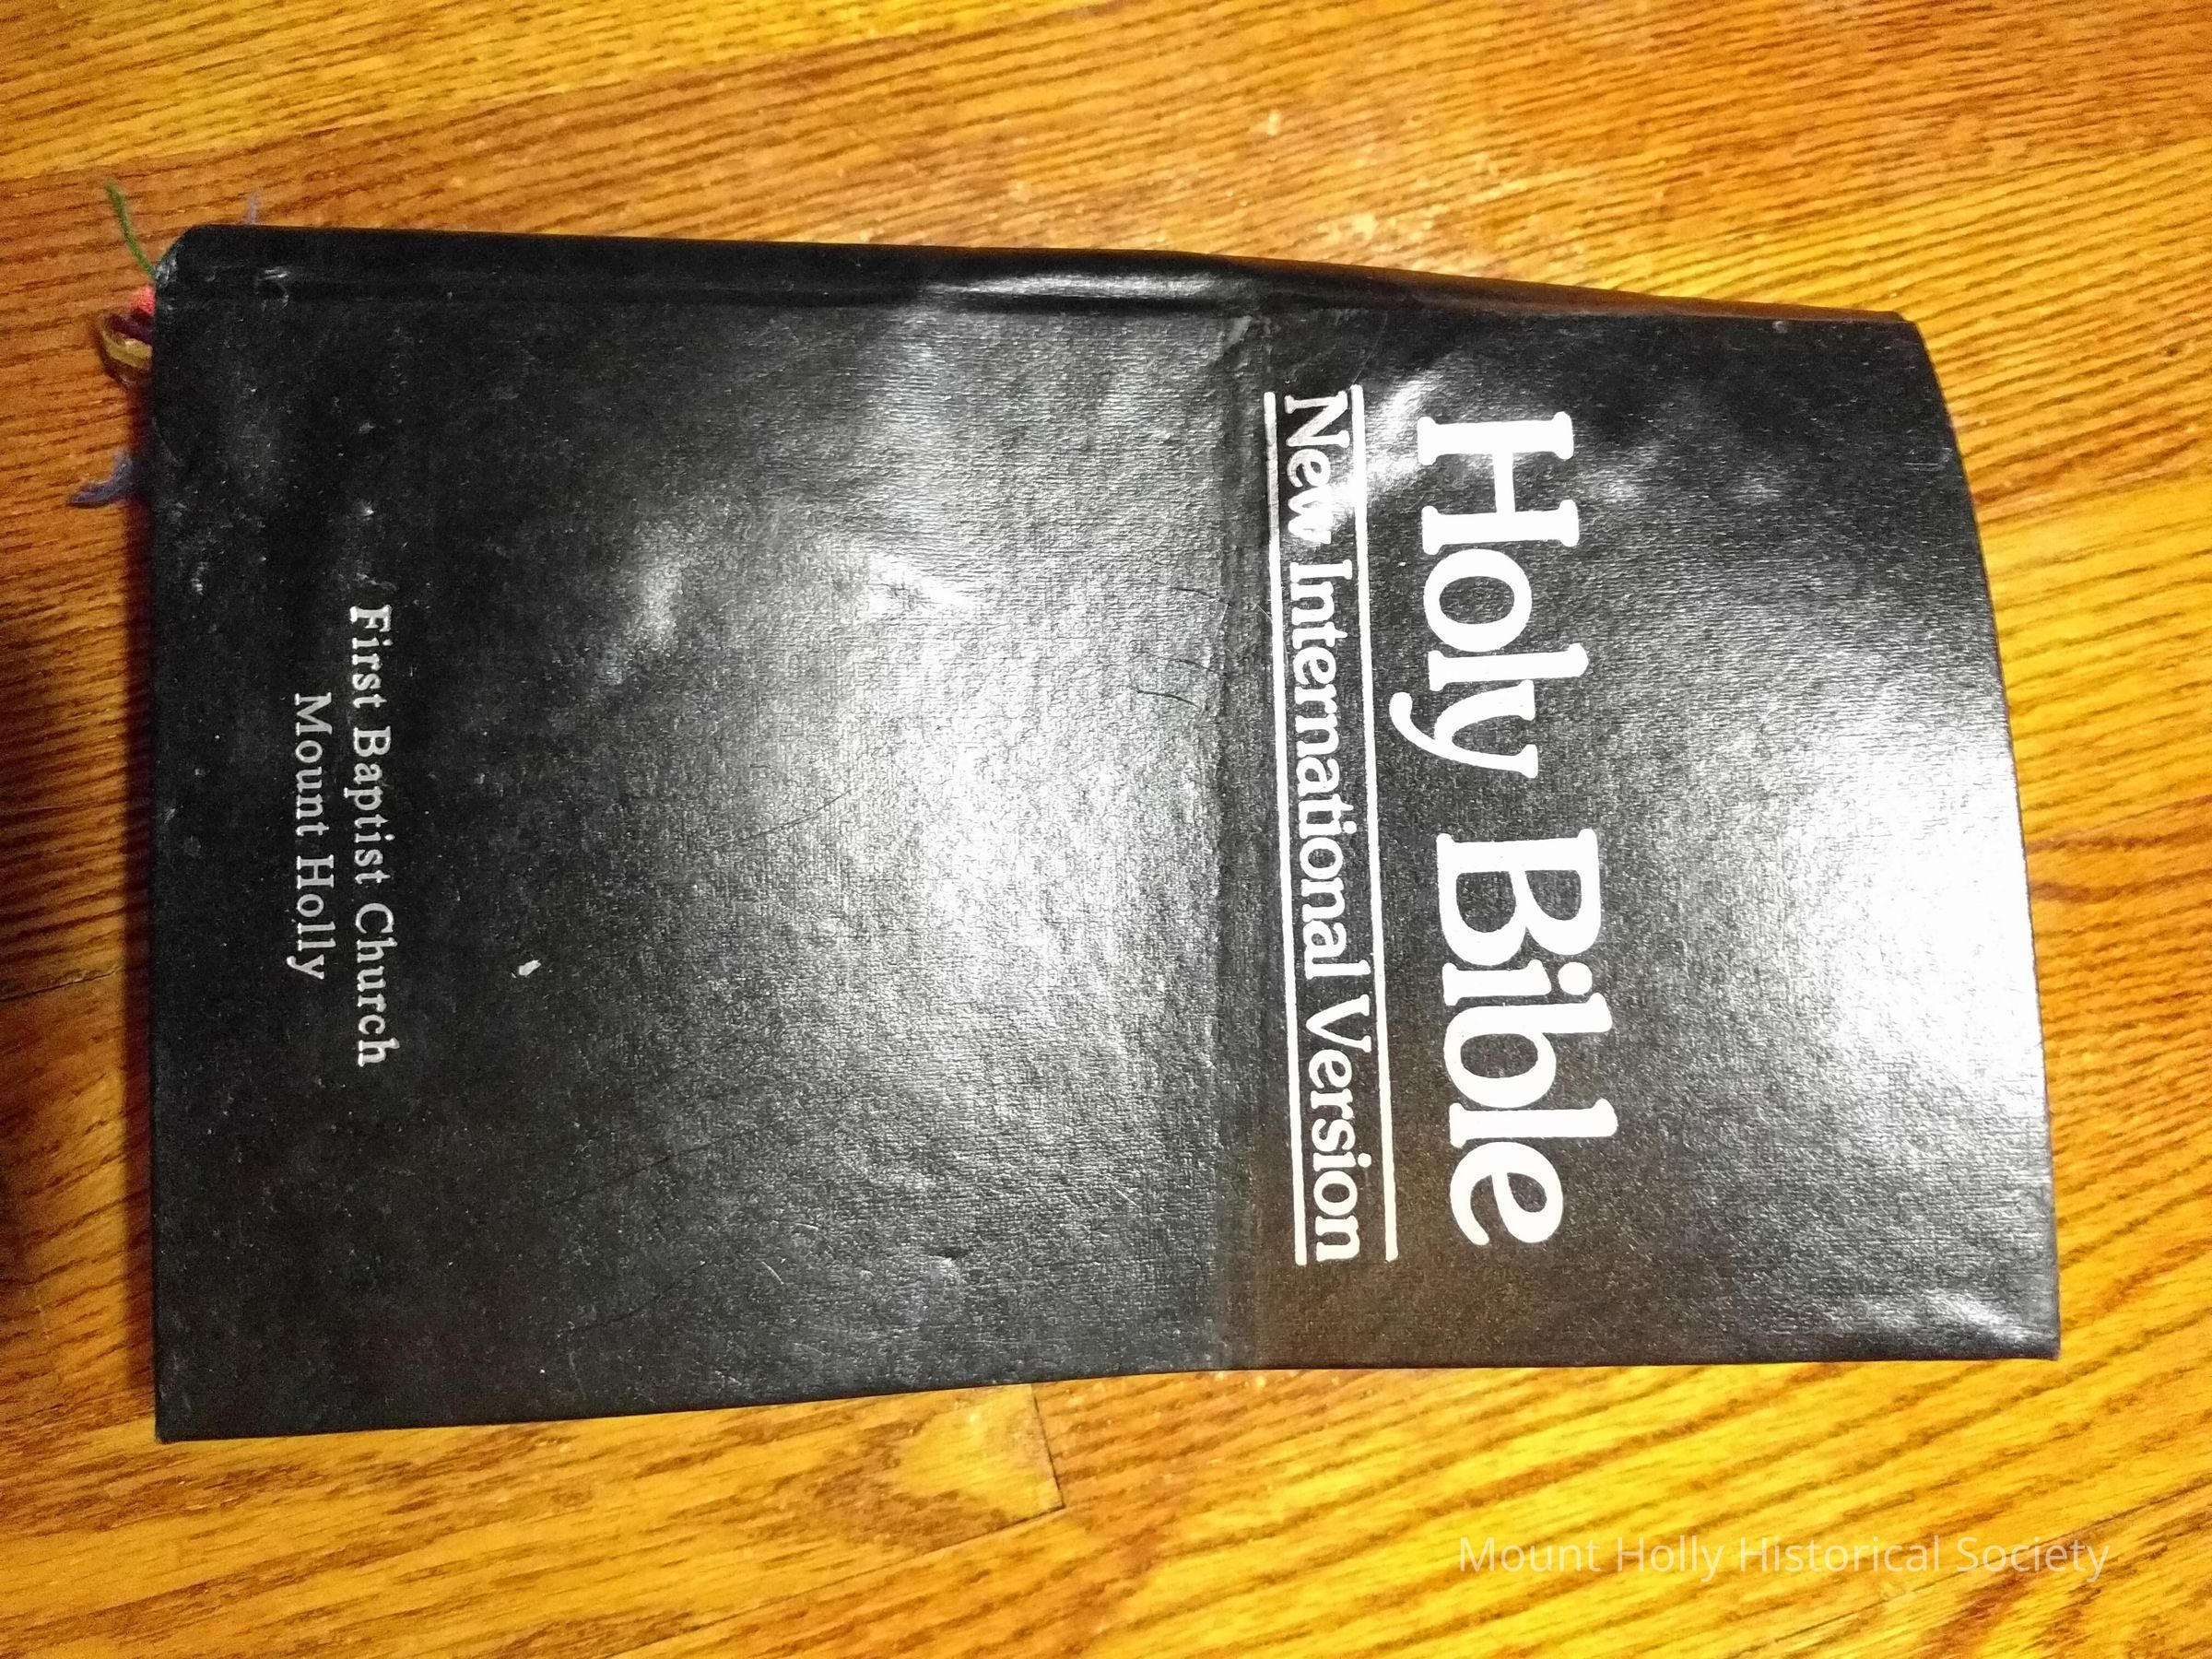 Holy Bible
New International Version
First Baptist Church
Mount Holly
Mount Holly Historical Society